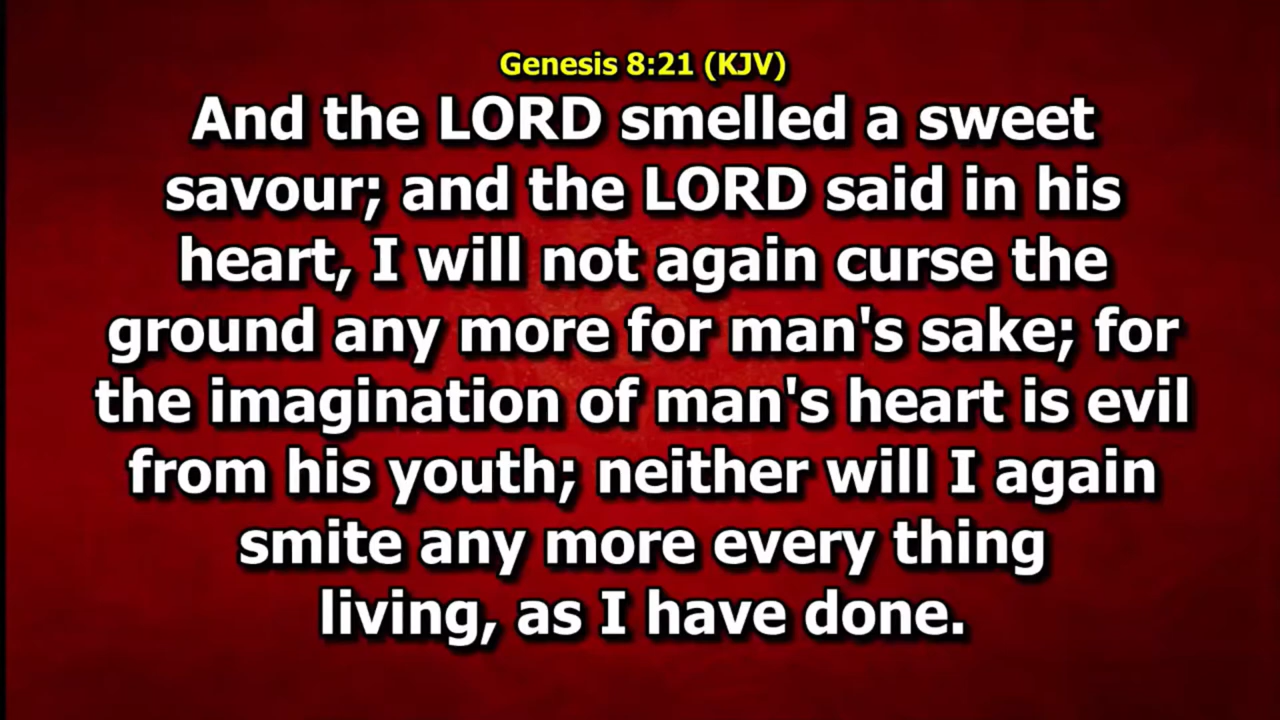 Genesis 8:21 (KJV)
And the LORD smelled a sweet
savour; and the LORD said in his
heart, I will not again curse the
ground any more for man's sake; for
the imagination of man's heart is evil
from his youth; neither will I again
smite any more every thing
living, as I have done.